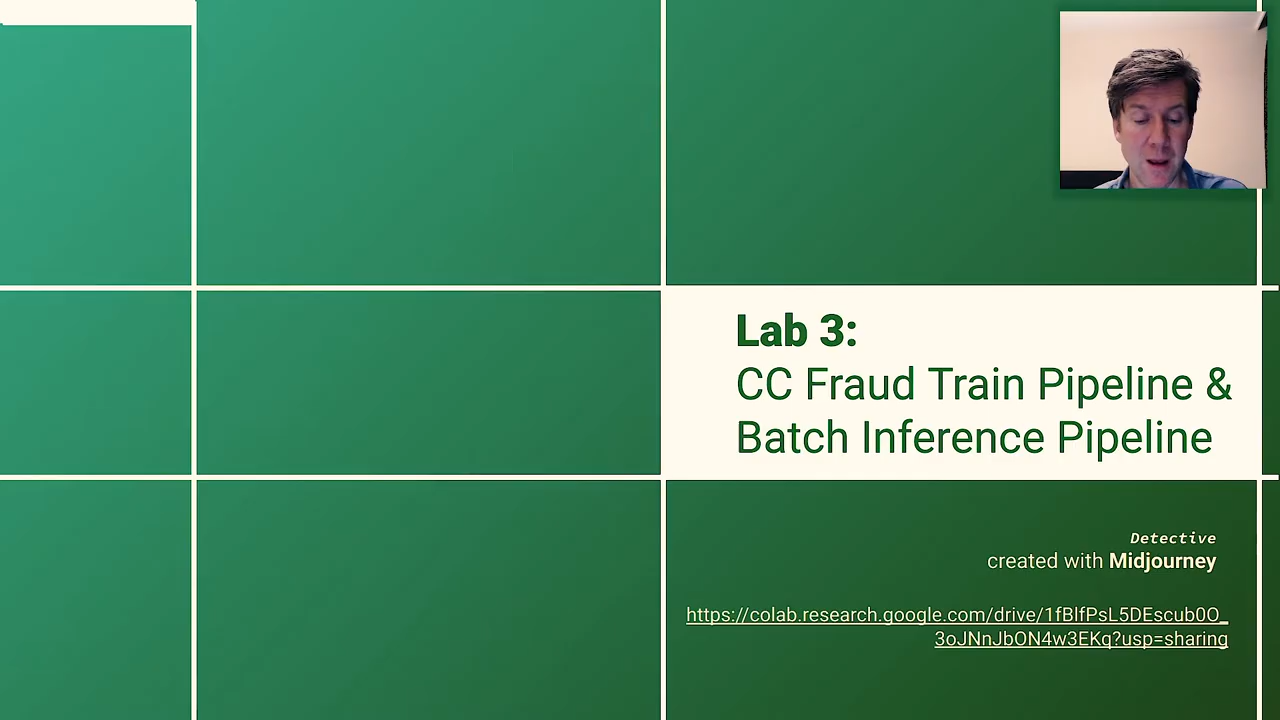 Lab 3:
CC Fraud Train Pipeline &
Batch Inference Pipeline
Detective
created with Midjourney
https://colab.research.google.com/drive/1fBlfPsL5DEscub0O_
3oJNnJbON4w3EKq?usp=sharing